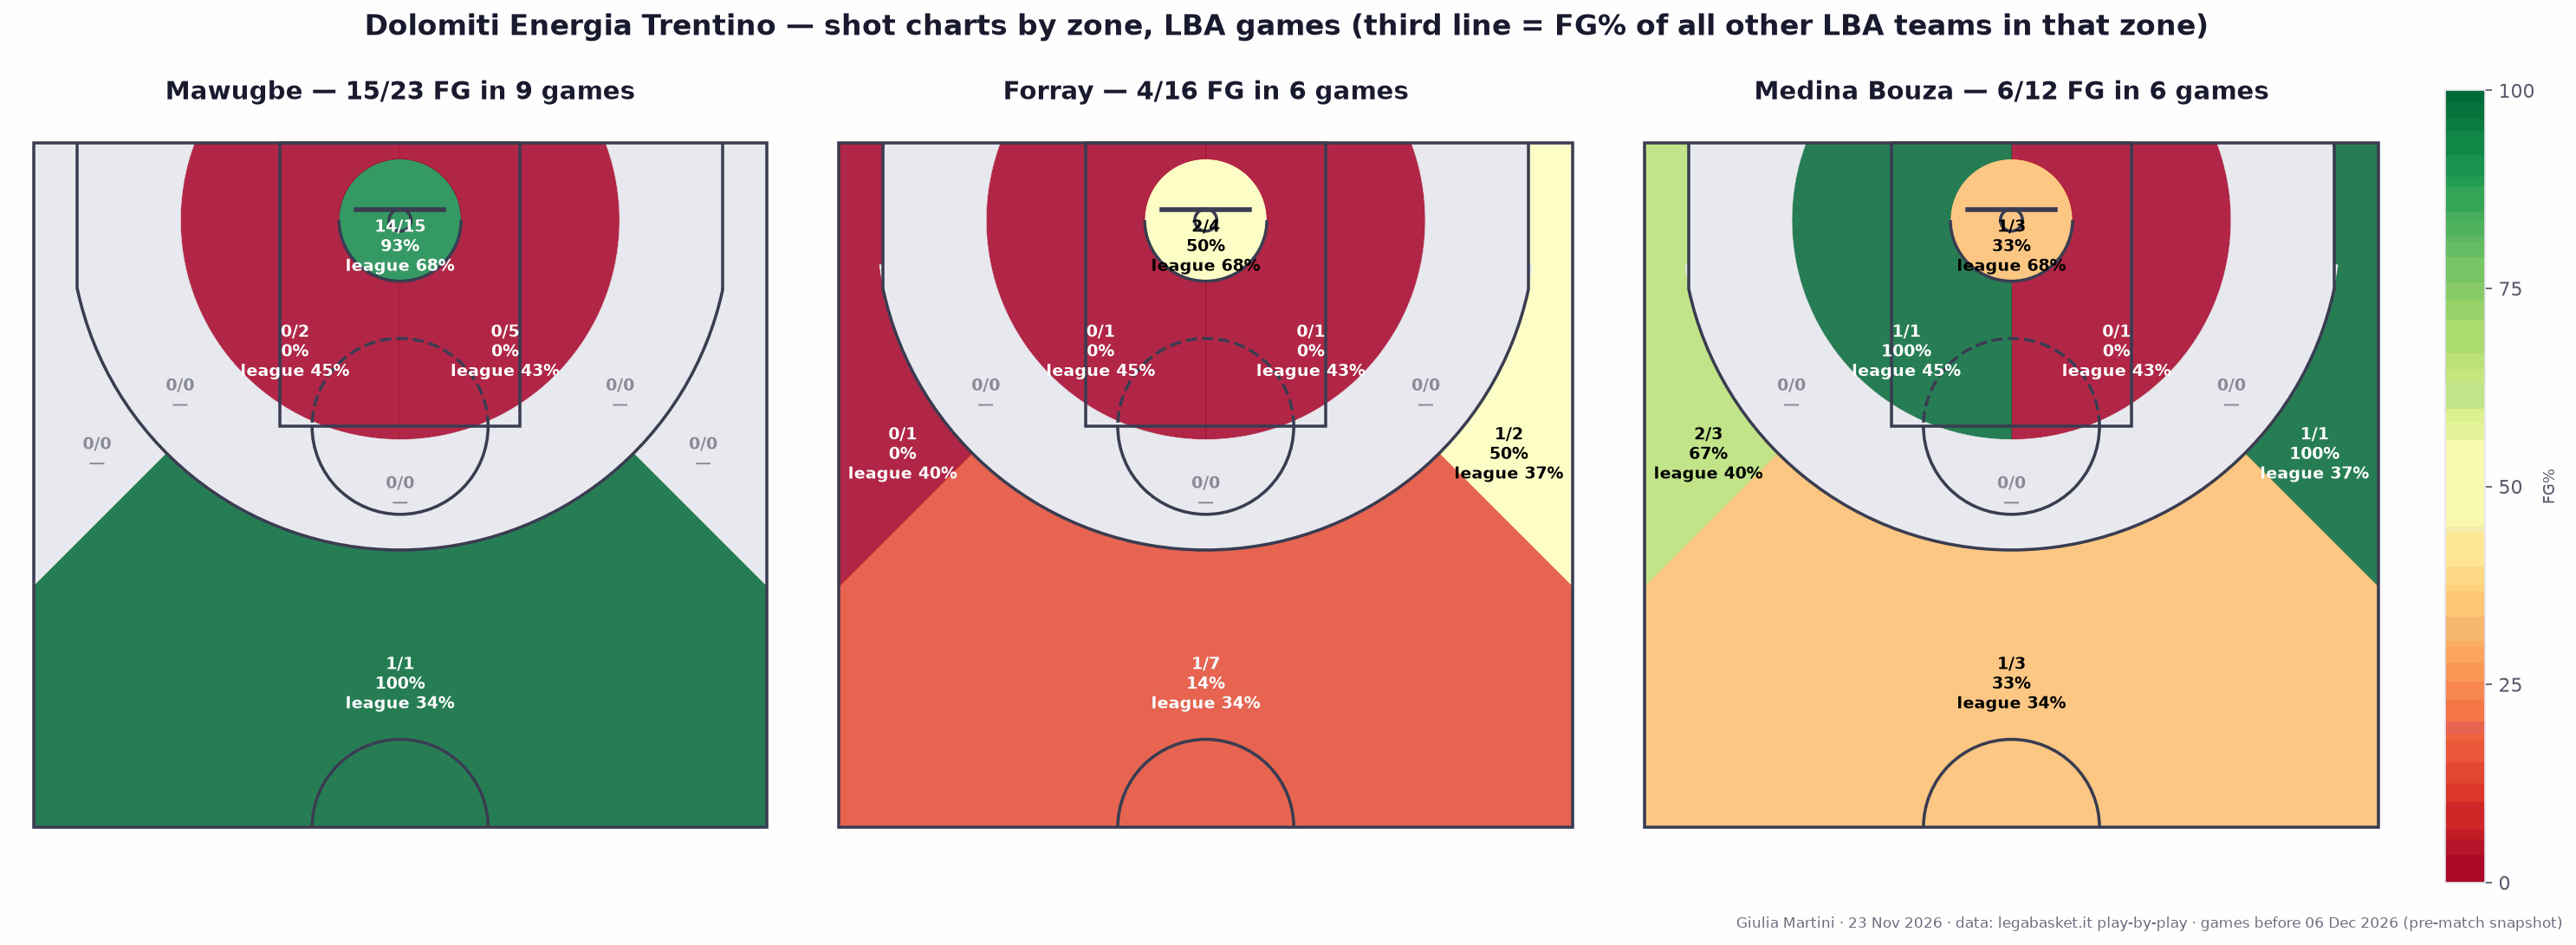 Dolomiti Energia Trentino — shot charts by zone, LBA games (third line = FG% of all other LBA teams in that zone)
Mawugbe — 15/23 FG in 9 games
14/15
93%
league 68%
0/2
0%
league 45%
0/5
0%
league 43%
0/0
—
0/0
—
0/0
—
0/0
—
0/0
—
1/1
100%
league 34%
Forray — 4/16 FG in 6 games
2/4
50%
league 68%
0/1
0%
league 45%
0/1
0%
league 43%
0/0
—
0/0
—
0/1
0%
league 40%
1/2
50%
league 37%
0/0
—
1/7
14%
league 34%
Medina Bouza — 6/12 FG in 6 games
1/3
33%
league 68%
1/1
100%
league 45%
0/1
0%
league 43%
0/0
—
0/0
—
2/3
67%
league 40%
1/1
100%
league 37%
0/0
—
1/3
33%
league 34%
100
75
50
25
0
FG%
Giulia Martini · 23 Nov 2026 · data: legabasket.it play-by-play · games before 06 Dec 2026 (pre-match snapshot)